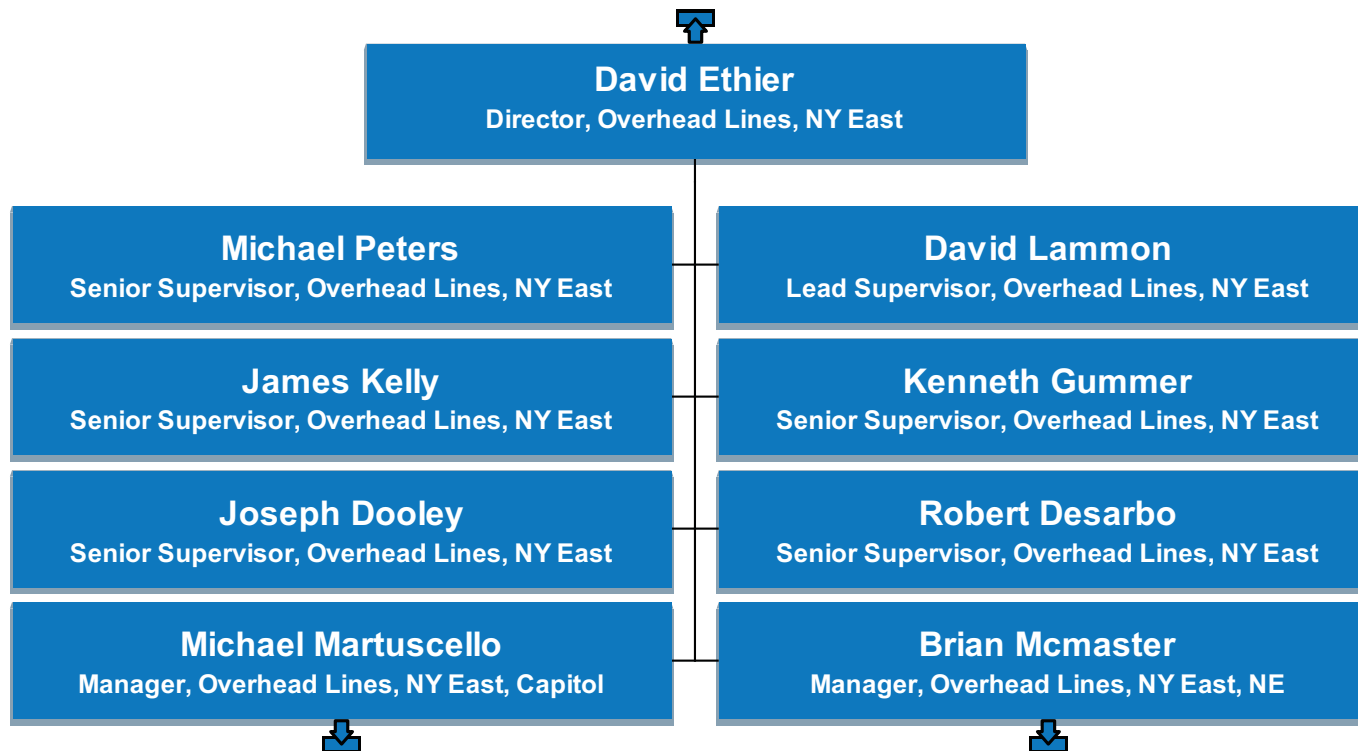 David Ethier
Director, Overhead Lines, NY East
Michael Peters
Senior Supervisor, Overhead Lines, NY East
David Lammon
Lead Supervisor, Overhead Lines, NY East
James Kelly
Senior Supervisor, Overhead Lines, NY East
Kenneth Gummer
Senior Supervisor, Overhead Lines, NY East
Joseph Dooley
Senior Supervisor, Overhead Lines, NY East
Robert Desarbo
Senior Supervisor, Overhead Lines, NY East
Michael Martuscello
Manager, Overhead Lines, NY East, Capitol
Brian Mcmaster
Manager, Overhead Lines, NY East, NE